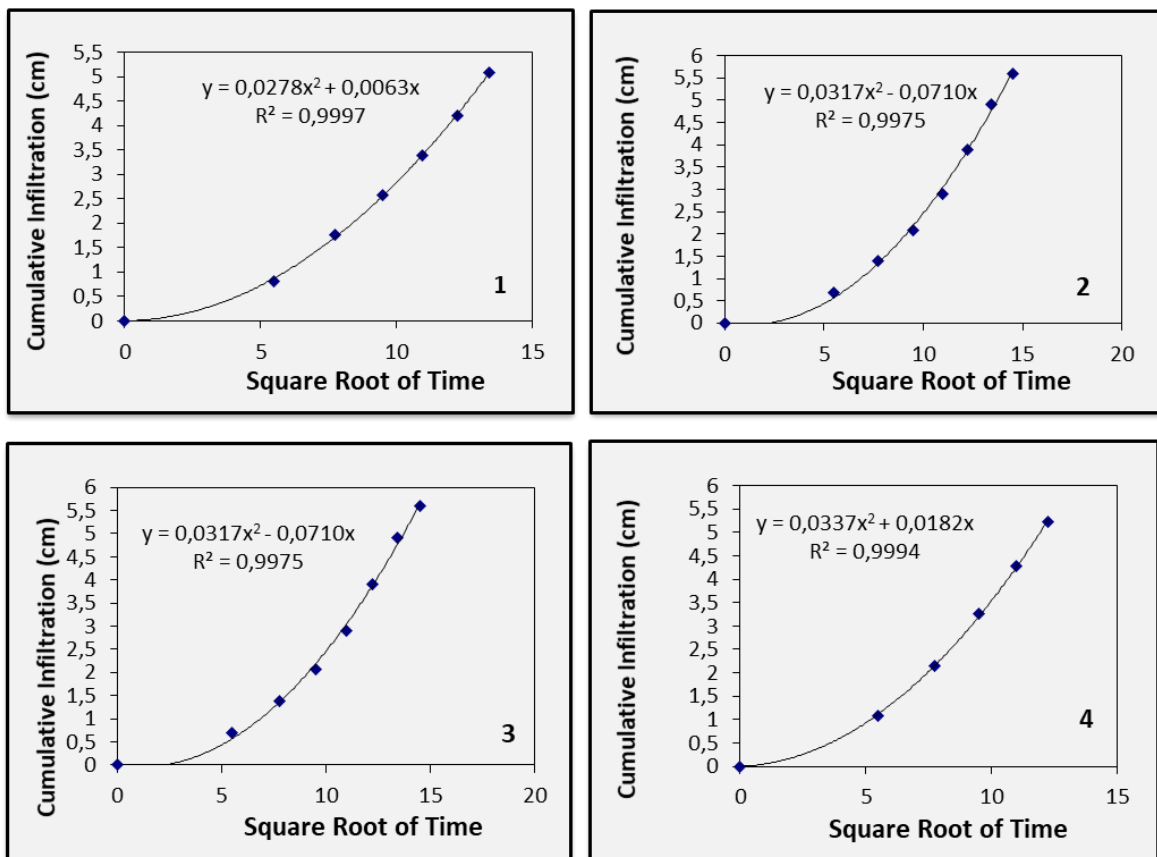 Cumulative Infiltration (cm)
5,5
5
4,5
4
3,5
3
2,5
2
1,5
1
0,5
0
y = 0,0278x² + 0,0063x
R² = 0,9997
1
0 5 10 15
Square Root of Time
Cumulative Infiltration (cm)
6
5,5
5
4,5
4
3,5
3
2,5
2
1,5
1
0,5
0
y = 0,0317x² - 0,0710x
R² = 0,9975
2
0 5 10 15 20
Square Root of Time
Cumulative Infiltration (cm)
6
5,5
5
4,5
4
3,5
3
2,5
2
1,5
1
0,5
0
y = 0,0317x² - 0,0710x
R² = 0,9975
3
0 5 10 15 20
Square Root of Time
Cumulative Infiltration (cm)
6
5,5
5
4,5
4
3,5
3
2,5
2
1,5
1
0,5
0
y = 0,0337x² + 0,0182x
R² = 0,9994
4
0 5 10 15
Square Root of Time